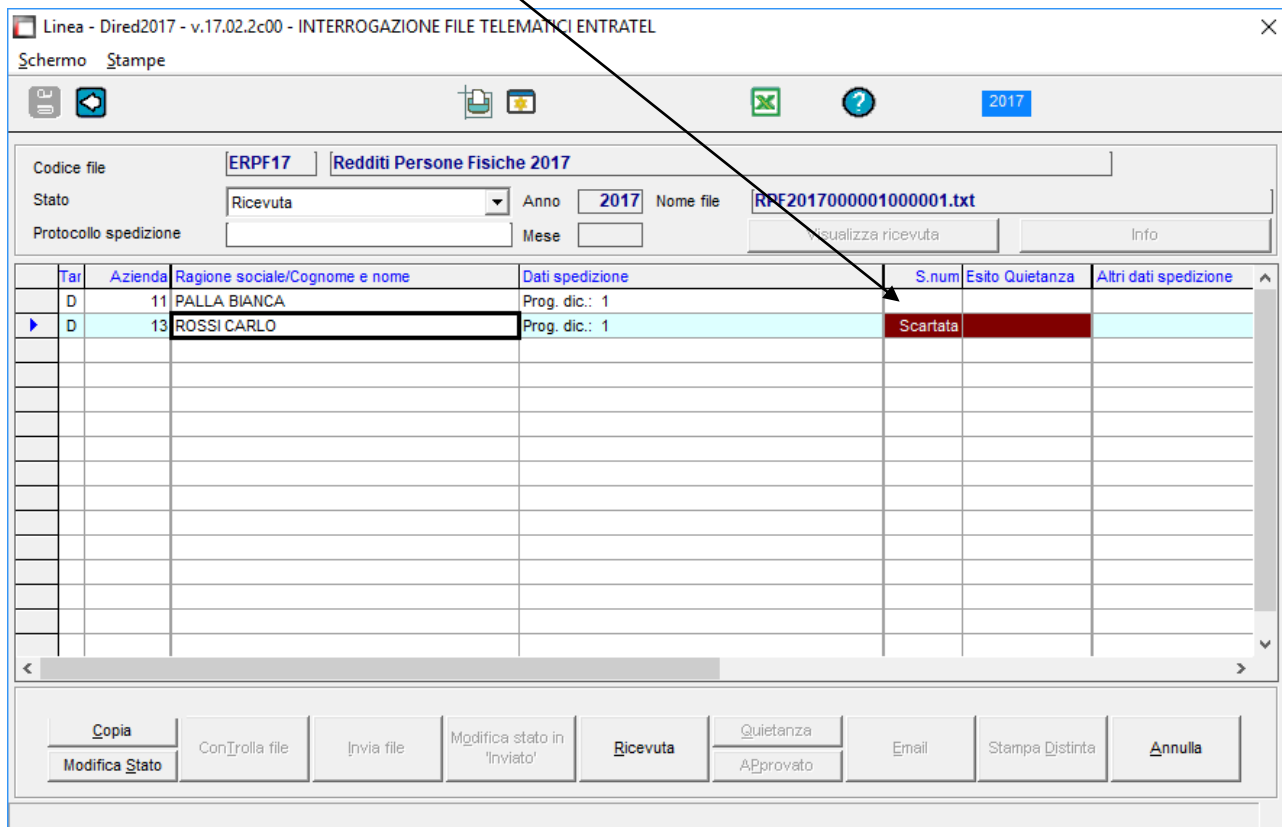 Linea - Dired2017 - v.17.02.2c00 - INTERROGAZIONE FILE TELEMATICI ENTRATEL
Schermo Stampe
2017
Codice file ERPF17 Redditi Persone Fisiche 2017
Stato Ricevuta Anno 2017 Nome file RPF2017000001000001.txt
Protocollo spedizione Mese Visualizza ricevuta Info
Tar Azienda Ragione sociale/Cognome e nome Dati spedizione S.num Esito Quietanza Altri dati spedizione
D 11 PALLA BIANCA Prog. dic.: 1
D 13 ROSSI CARLO Prog. dic.: 1 Scartata
Copia ConTrolla file Invia file Modifica stato in 'Inviato' Ricevuta Quietanza Email Stampa Distinta Annulla
Modifica Stato APprovato